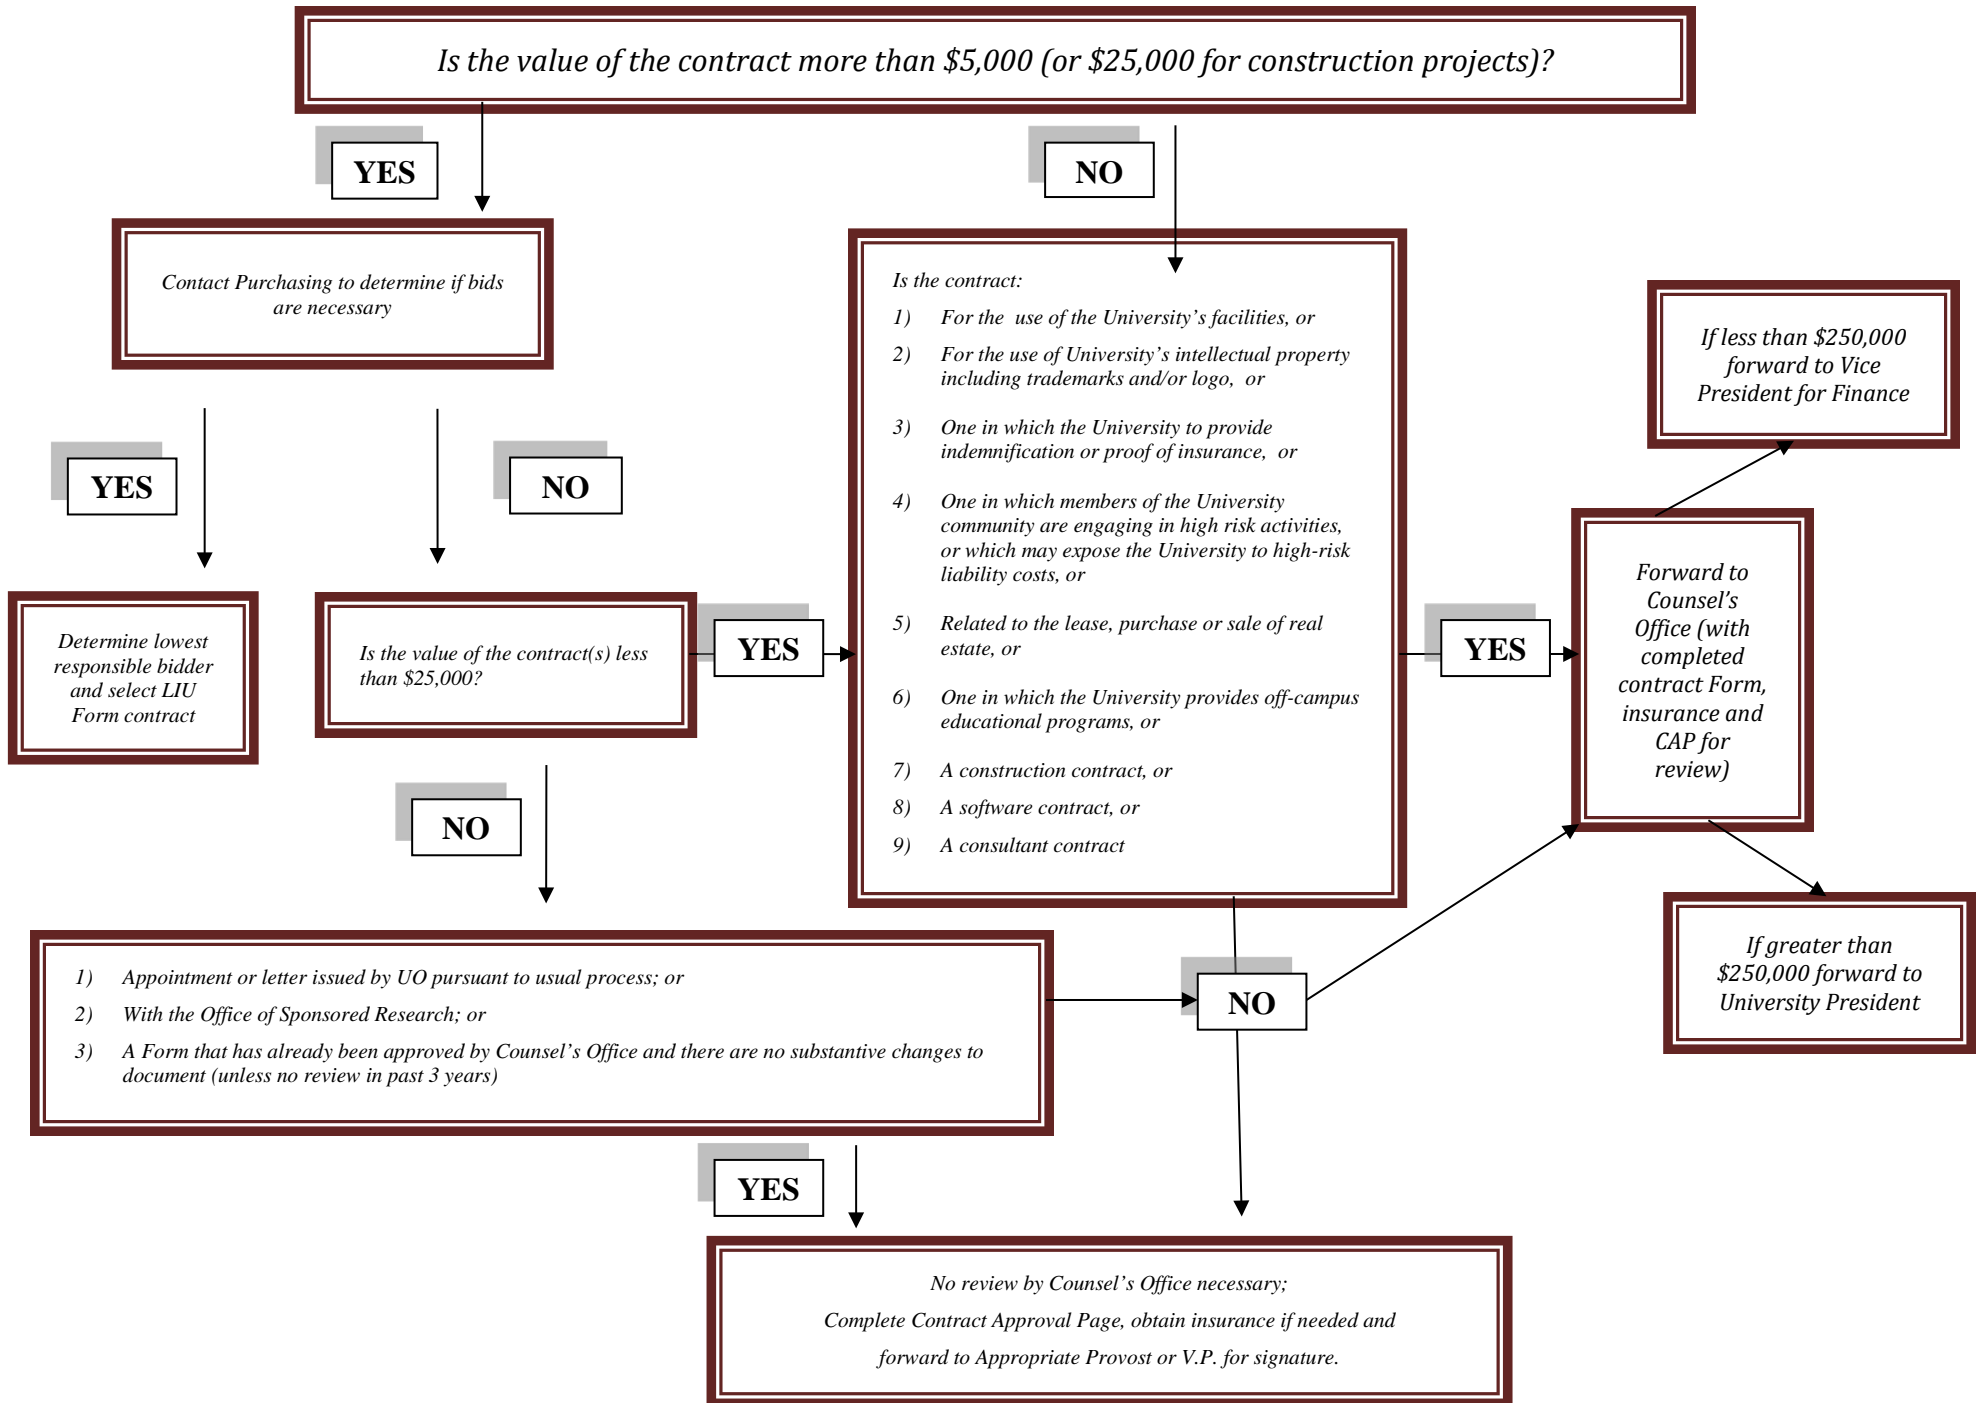 Is the value of the contract more than $5,000 (or $25,000 for construction projects)?
YES
NO
Contact Purchasing to determine if bids
are necessary
Is the contract:
1) For the  use of the University’s facilities, or
2) For the use of University’s intellectual property
including trademarks and/or logo,  or
3) One in which the University to provide
indemnification or proof of insurance,  or
4) One in which members of the University
community are engaging in high risk activities,
or which may expose the University to high-risk
liability costs, or
5) Related to the lease, purchase or sale of real
estate, or
6) One in which the University provides off-campus
educational programs, or
7) A construction contract, or
8) A software contract, or
9) A consultant contract
If less than $250,000
forward to Vice
President for Finance
YES
NO
Determine lowest
responsible bidder
and select LIU
Form contract
Is the value of the contract(s) less
than $25,000?
YES
YES
Forward to
Counsel’s
Office (with
completed
contract Form,
insurance and
CAP for
review)
NO
1) Appointment or letter issued by UO pursuant to usual process; or
2) With the Office of Sponsored Research; or
3) A Form that has already been approved by Counsel’s Office and there are no substantive changes to
document (unless no review in past 3 years)
NO
If greater than
$250,000 forward to
University President
YES
No review by Counsel’s Office necessary;
Complete Contract Approval Page, obtain insurance if needed and
forward to Appropriate Provost or V.P. for signature.